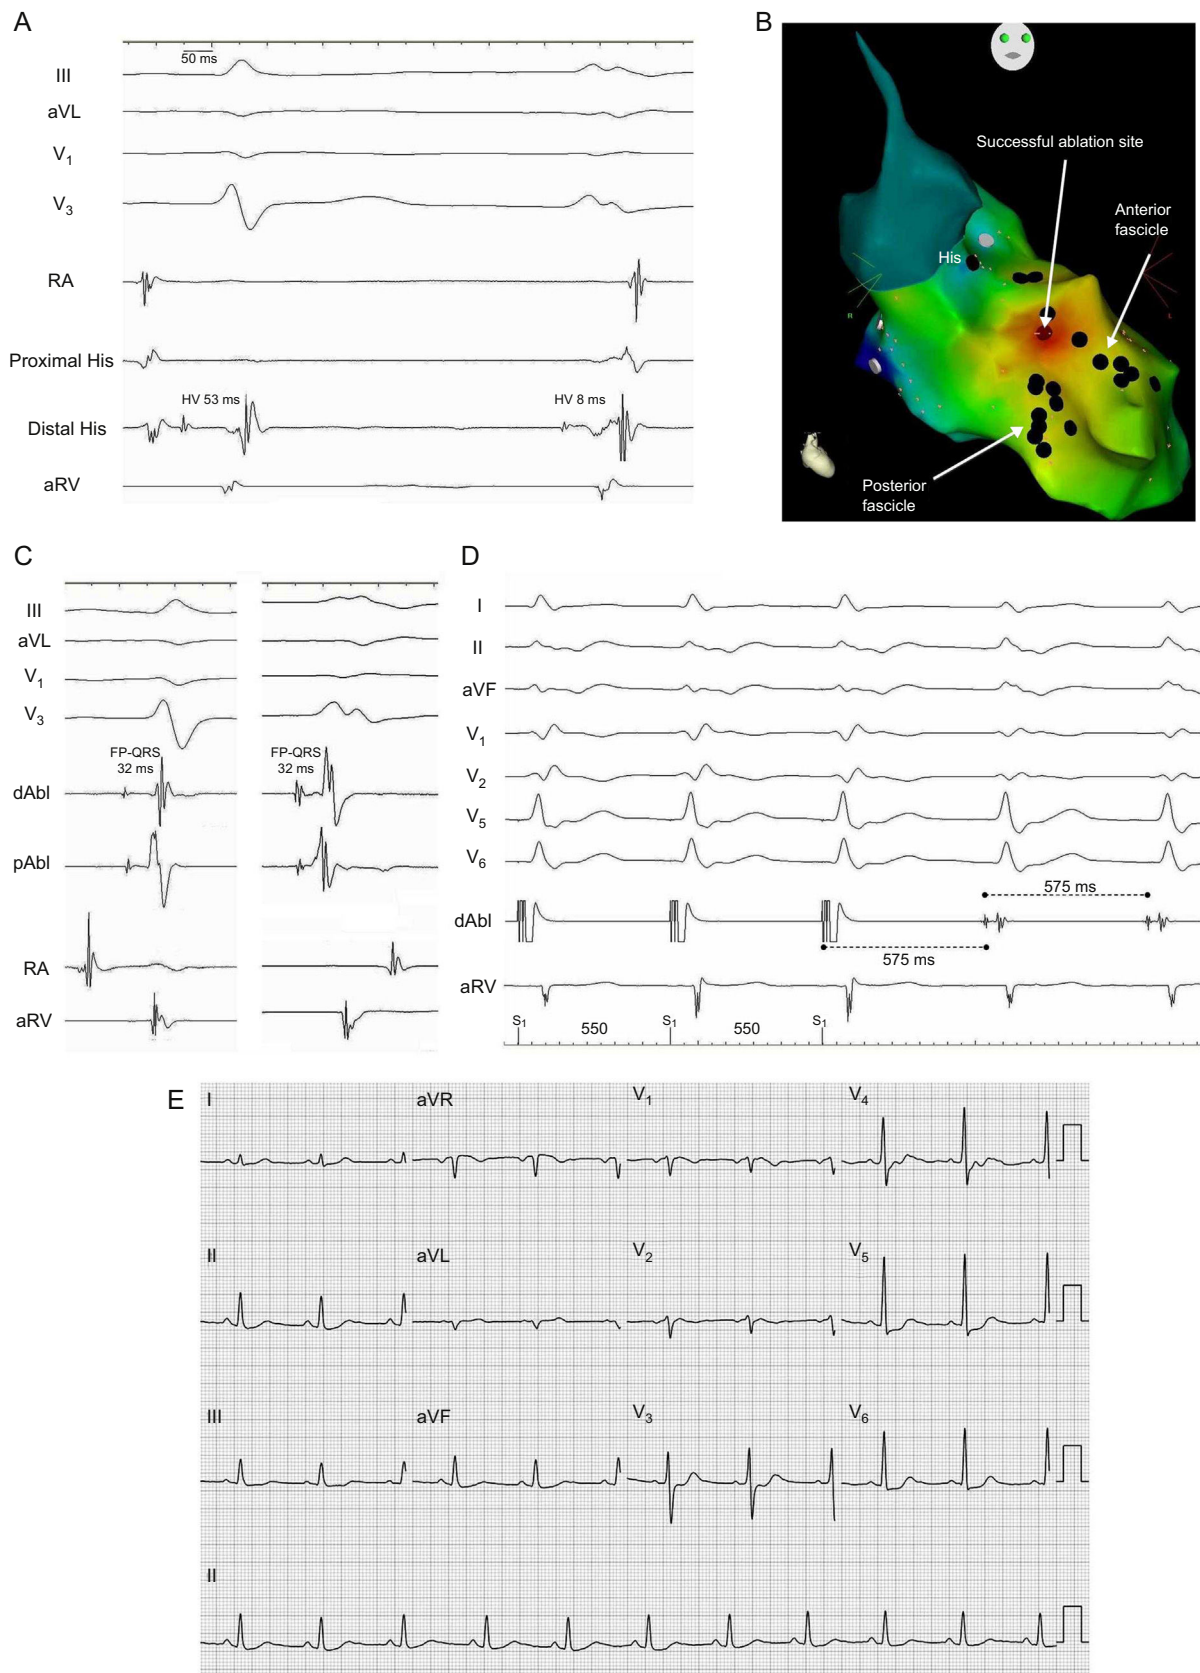 A
50 ms
III
aVL
V1
V3
RA
Proximal His
HV 53 ms
HV 8 ms
Distal His
aRV
B
Successful ablation site
Anterior
fascicle
His
R
L
Posterior
fascicle
C
III
aVL
V1
V3
FP-QRS
32 ms
FP-QRS
32 ms
dAbl
pAbl
RA
aRV
D
I
II
aVF
V1
V2
V5
V6
575 ms
dAbl
575 ms
aRV
S1
550
S1
550
S1
E
I
aVR
V1
V4
II
aVL
V2
V5
III
aVF
V3
V6
II